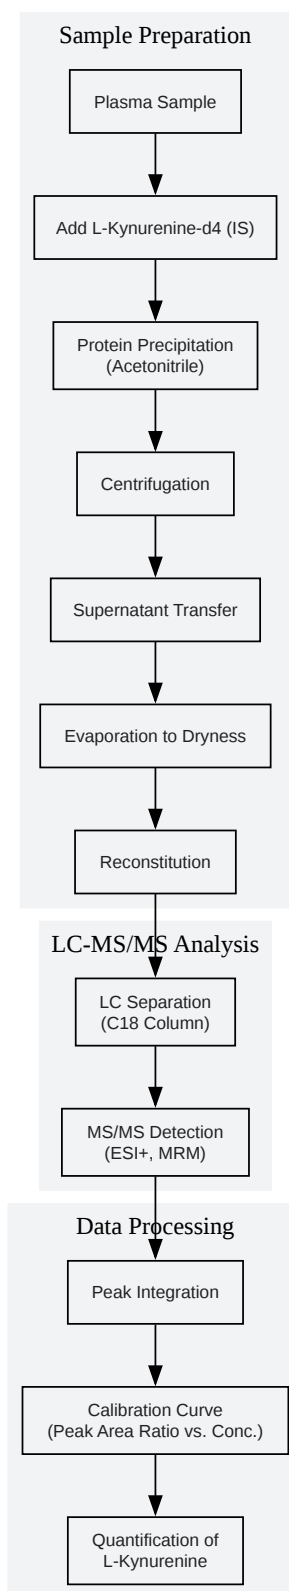 Sample Preparation
Plasma Sample
Add L-Kynurenine-d4 (IS)
Protein Precipitation
(Acetonitrile)
Centrifugation
Supernatant Transfer
Evaporation to Dryness
Reconstitution
LC-MS/MS Analysis
LC Separation
(C18 Column)
MS/MS Detection
(ESI+, MRM)
Data Processing
Peak Integration
Calibration Curve
(Peak Area Ratio vs. Conc.)
Quantification of
L-Kynurenine